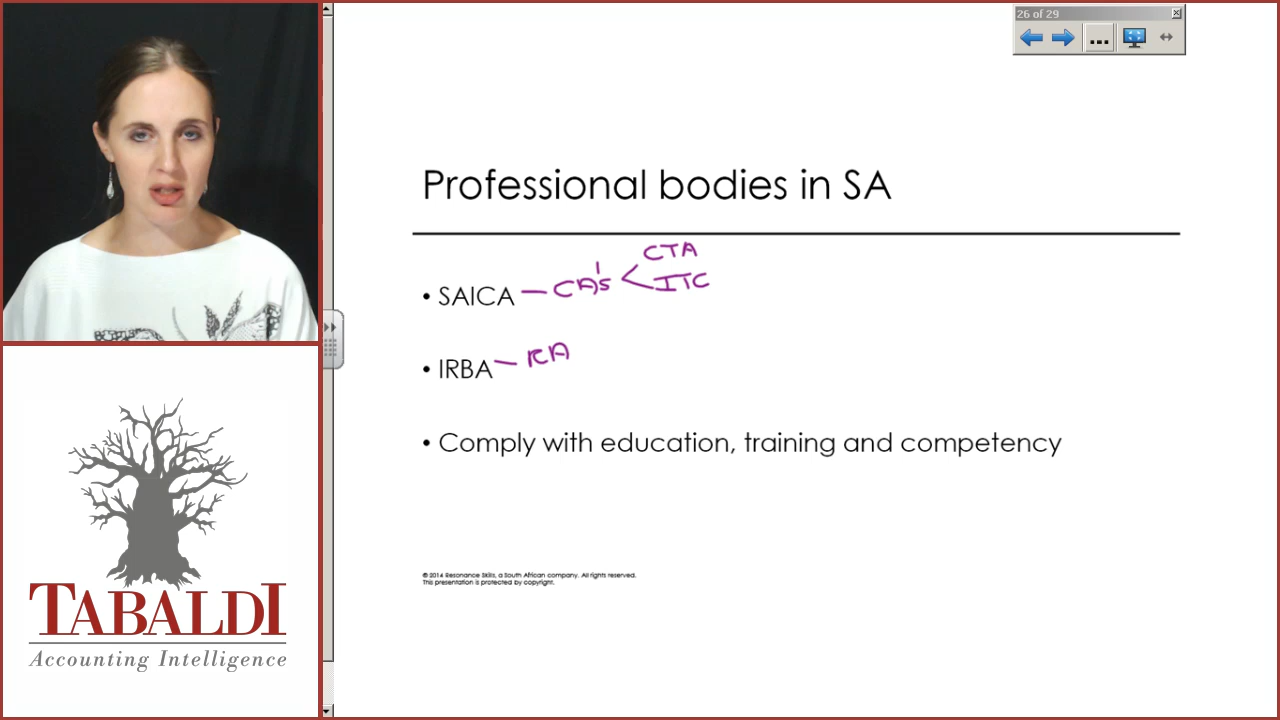 26 of 29
...
Professional bodies in SA
CTA
• SAICA — CA's < ITC
• IRBA — RA
• Comply with education, training and competency
© 2014 Resonance Skills, a South African company. All rights reserved.
This presentation is protected by copyright.
TABALDI
Accounting Intelligence